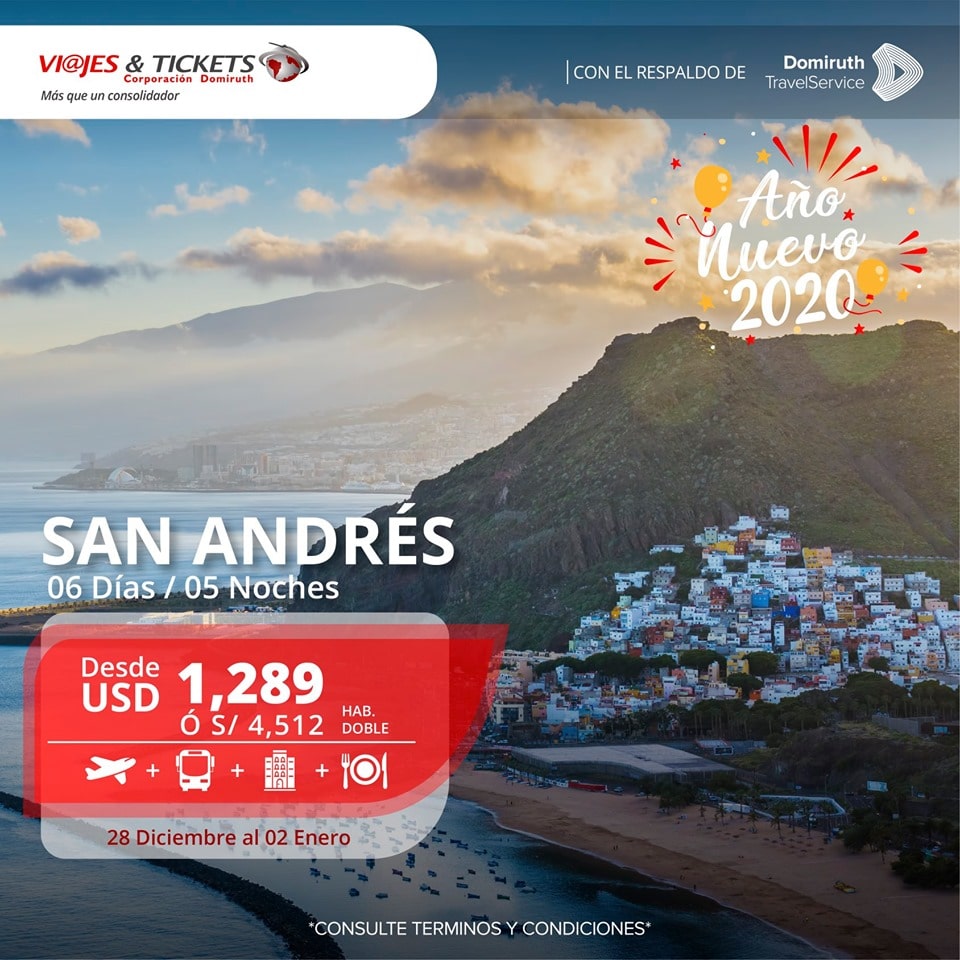 VI@JES & TICKETS
Corporación Domiruth
Más que un consolidador
CON EL RESPALDO DE
Domiruth
TravelService
Año
Nuevo
2020
SAN ANDRÉS
06 Días / 05 Noches
Desde
USD 1,289
Ó S/ 4,512 HAB.
DOBLE
+ + +
28 Diciembre al 02 Enero
*CONSULTE TERMINOS Y CONDICIONES*